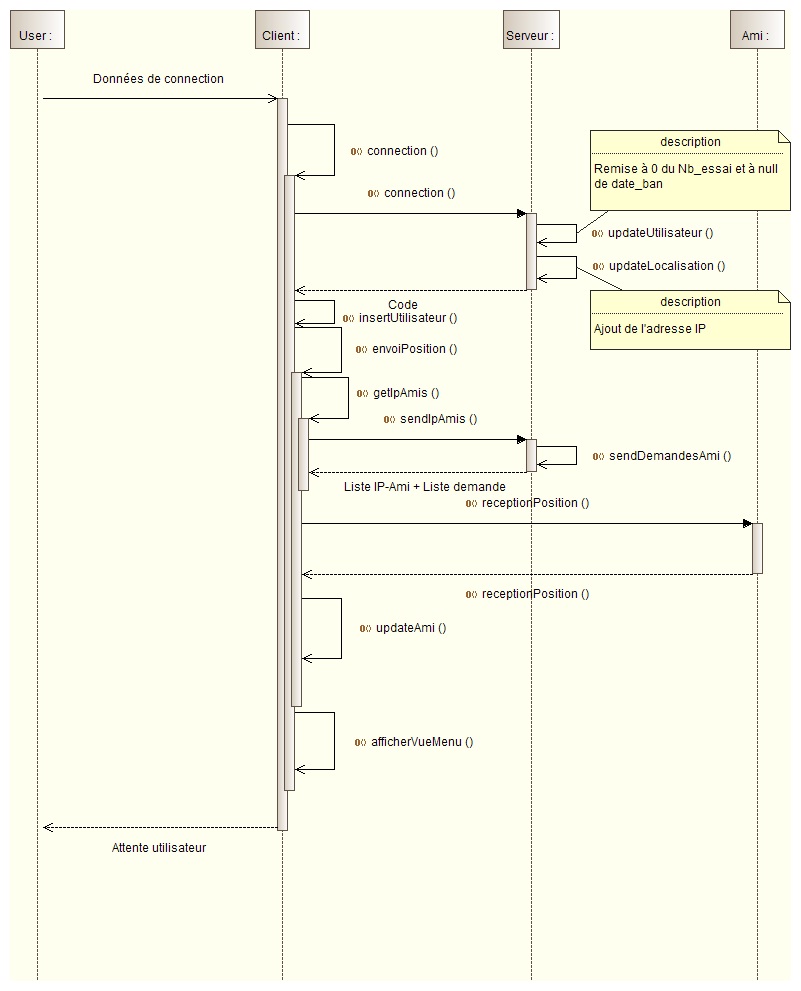 User :
Client :
Serveur :
Ami :
Données de connection
connection ()
description
Remise à 0 du Nb_essai et à null
de date_ban
connection ()
updateUtilisateur ()
updateLocalisation ()
description
Code
insertUtilisateur ()
Ajout de l'adresse IP
envoiPosition ()
getIpAmis ()
sendIpAmis ()
sendDemandesAmi ()
Liste IP-Ami + Liste demande
receptionPosition ()
receptionPosition ()
updateAmi ()
afficherVueMenu ()
Attente utilisateur